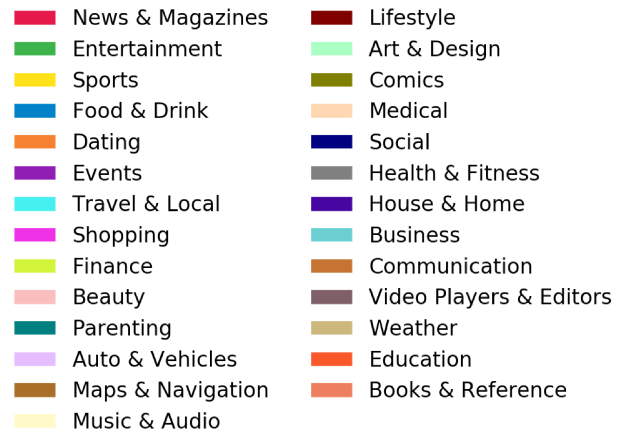 News & Magazines
Entertainment
Sports
Food & Drink
Dating
Events
Travel & Local
Shopping
Finance
Beauty
Parenting
Auto & Vehicles
Maps & Navigation
Music & Audio
Lifestyle
Art & Design
Comics
Medical
Social
Health & Fitness
House & Home
Business
Communication
Video Players & Editors
Weather
Education
Books & Reference